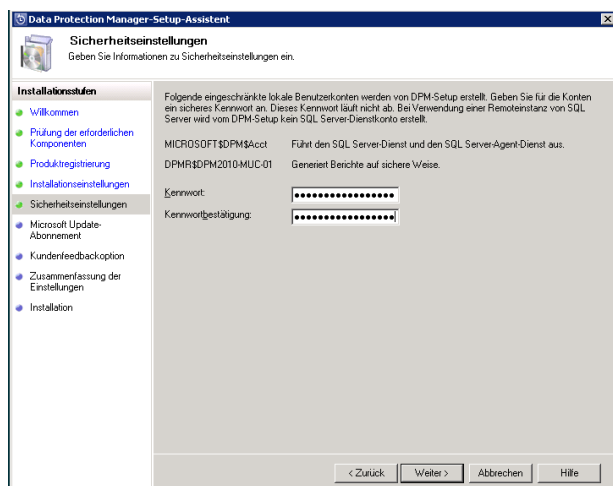 Data Protection Manager-Setup-Assistent
Sicherheitseinstellungen
Geben Sie Informationen zu Sicherheitseinstellungen ein.
Installationsstufen
Willkommen
Prüfung der erforderlichen
Komponenten
Produktregistrierung
Installationseinstellungen
Sicherheitseinstellungen
Microsoft Update-
Abonnement
Kundenfeedbackoption
Zusammenfassung der
Einstellungen
Installation
Folgende eingeschränkte lokale Benutzerkonten werden von DPM-Setup erstellt. Geben Sie für die Konten
ein sicheres Kennwort an. Dieses Kennwort läuft nicht ab. Bei Verwendung einer Remoteinstanz von SQL
Server wird vom DPM-Setup kein SQL Server-Dienstkonto erstellt.
MICROSOFT$DPM$Acct Führt den SQL Server-Dienst und den SQL Server-Agent-Dienst aus.
DPMR$DPM2010-MUC-01 Generiert Berichte auf sichere Weise.
Kennwort:
Kennwortbestätigung:
< Zurück Weiter > Abbrechen Hilfe